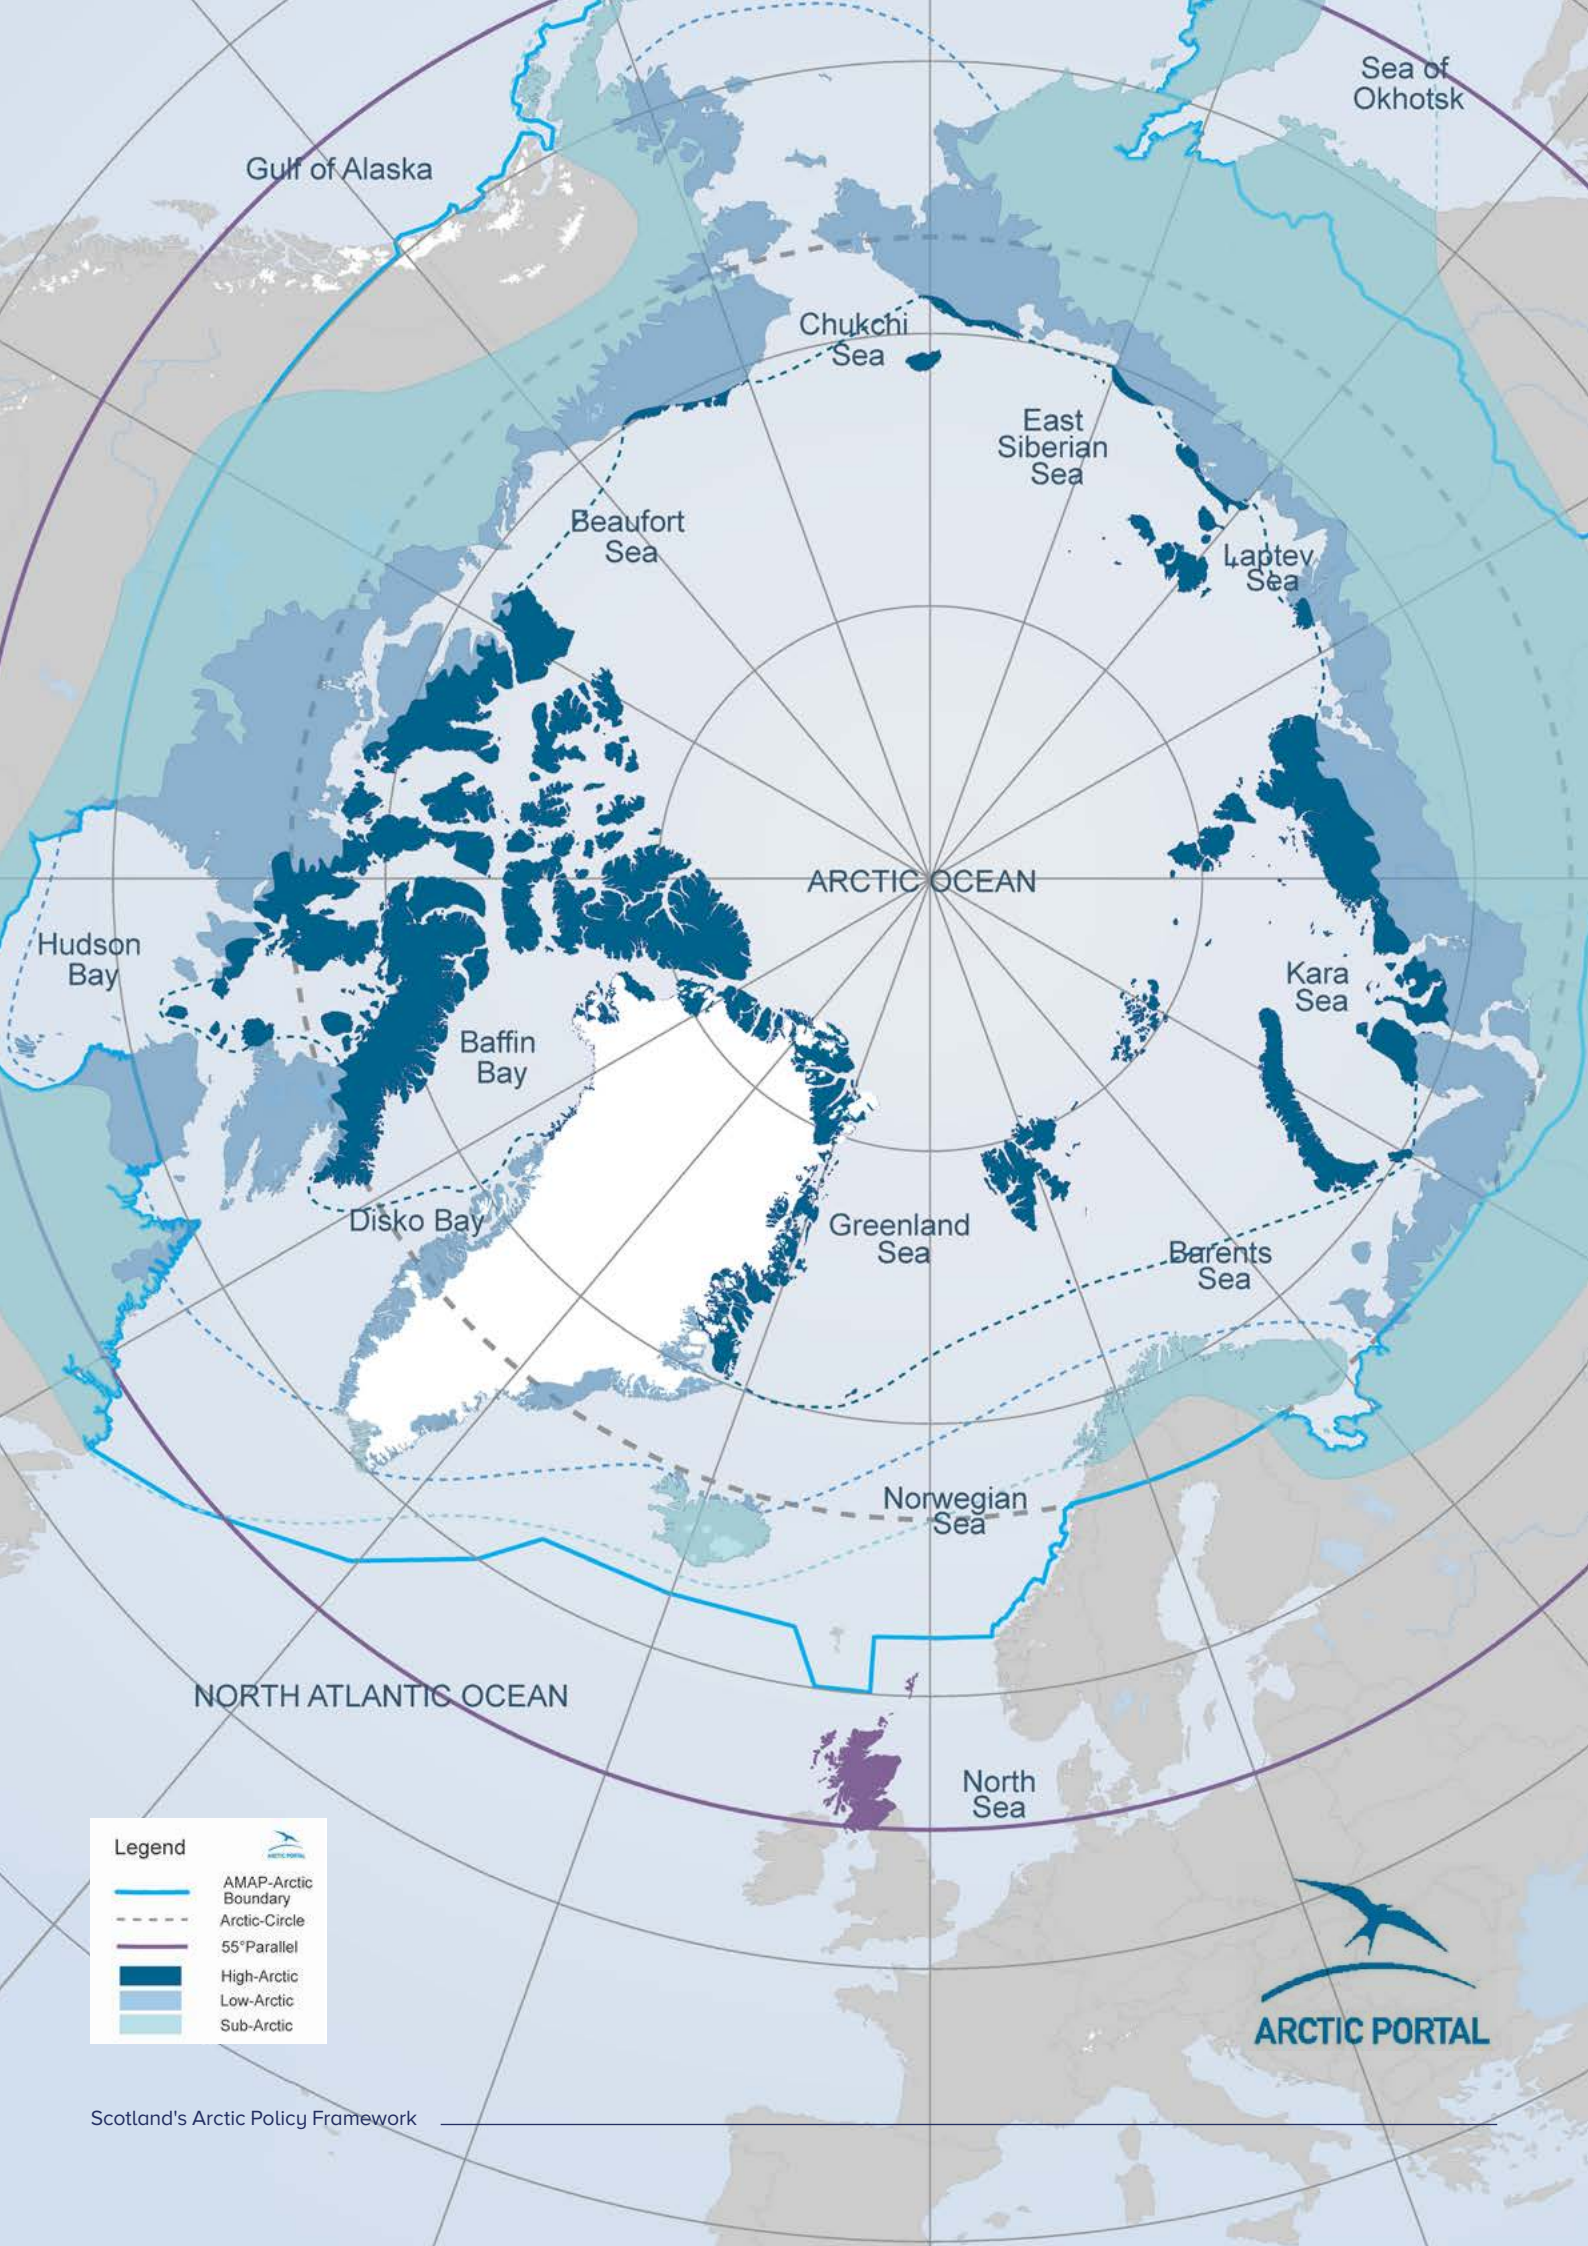 Sea of
Okhotsk
Gulf of Alaska
Chukchi
Sea
East
Siberian
Sea
Beaufort
Sea
Laptev
Sea
ARCTIC OCEAN
Hudson
Bay
Kara
Sea
Baffin
Bay
Disko Bay
Greenland
Sea
Barents
Sea
Norwegian
Sea
NORTH ATLANTIC OCEAN
North
Sea
Legend
ARCTIC PORTAL
AMAP-Arctic
Boundary
Arctic-Circle
55°Parallel
High-Arctic
Low-Arctic
Sub-Arctic
ARCTIC PORTAL
Scotland's Arctic Policy Framework